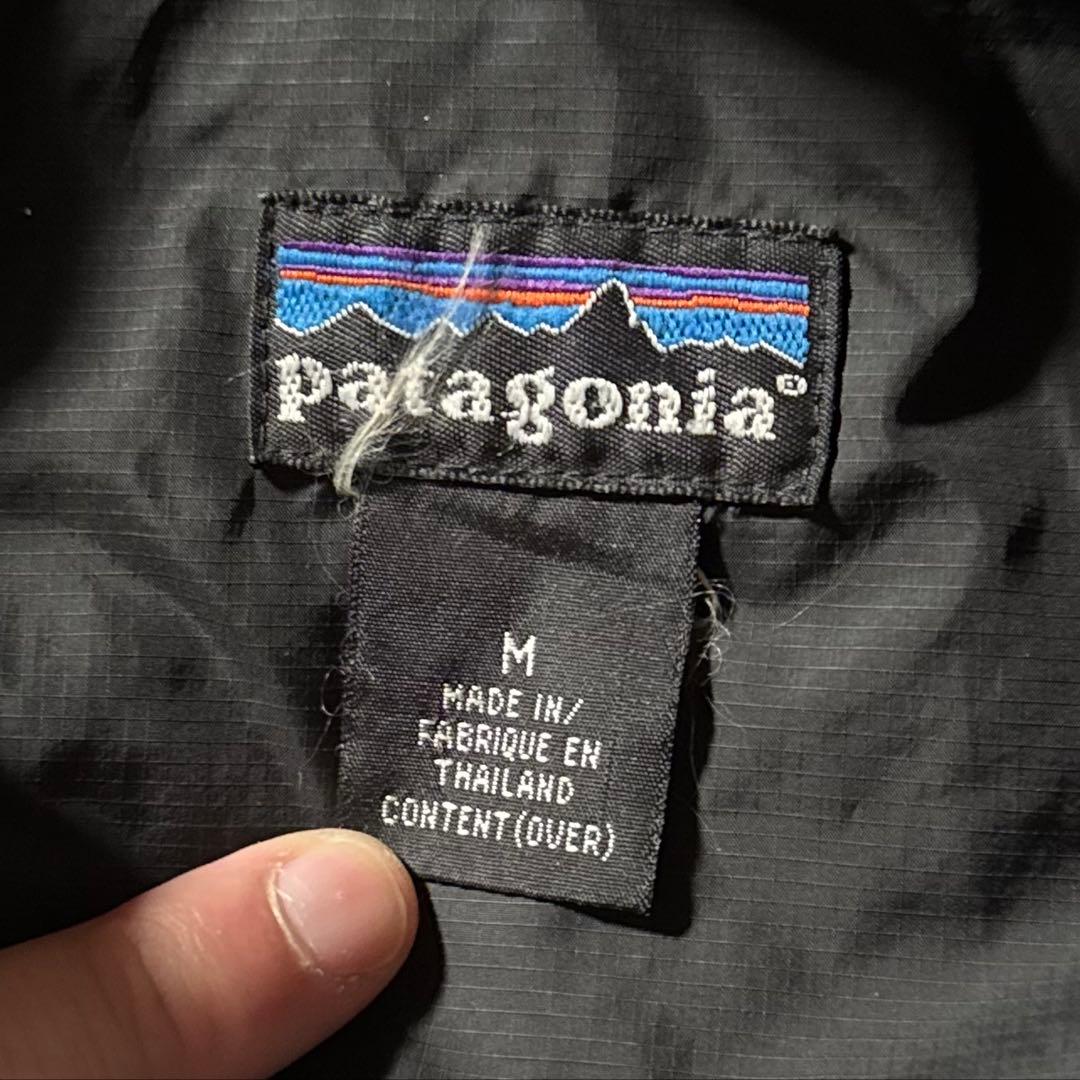 patagonia®
M
MADE IN/
FABRIQUE EN
THAILAND
CONTENT(OVER)